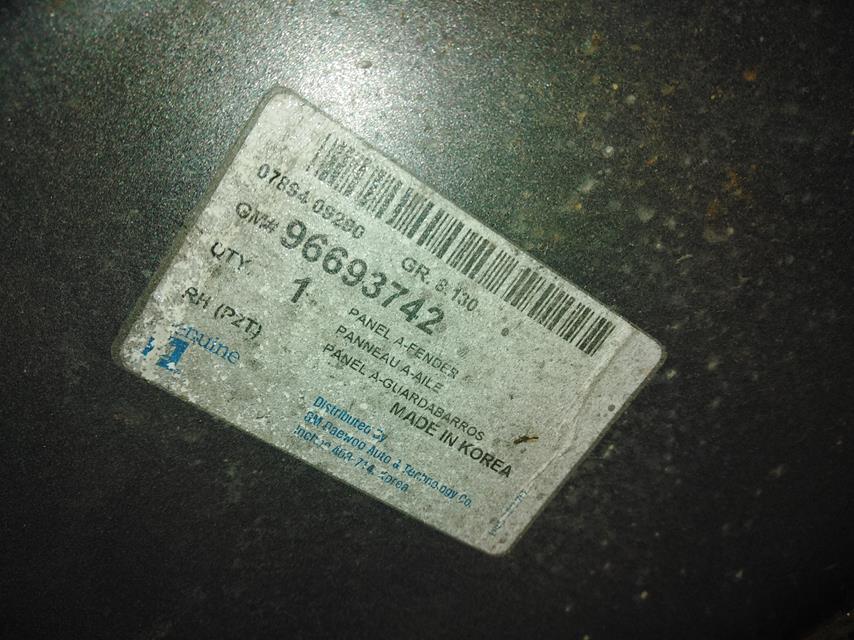 07894 09290
GR. 8 130
GM# 96693742
QTY 1
PANEL A-FENDER
RH (PZT)
PANNEAU A-AILE
PANEL A-GUARDABARROS
MADE IN KOREA
Distributed By
GM Daewoo Auto & Technology Co.
Korea